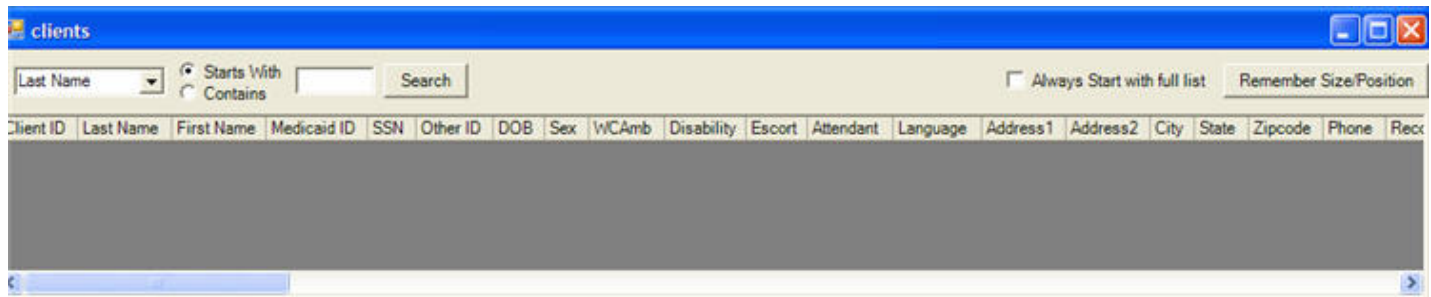 clients
Last Name
Starts With
Contains
Search
Always Start with full list
Remember Size/Position
Client ID Last Name First Name Medicaid ID SSN Other ID DOB Sex WCAmb Disability Escort Attendant Language Address1 Address2 City State Zipcode Phone